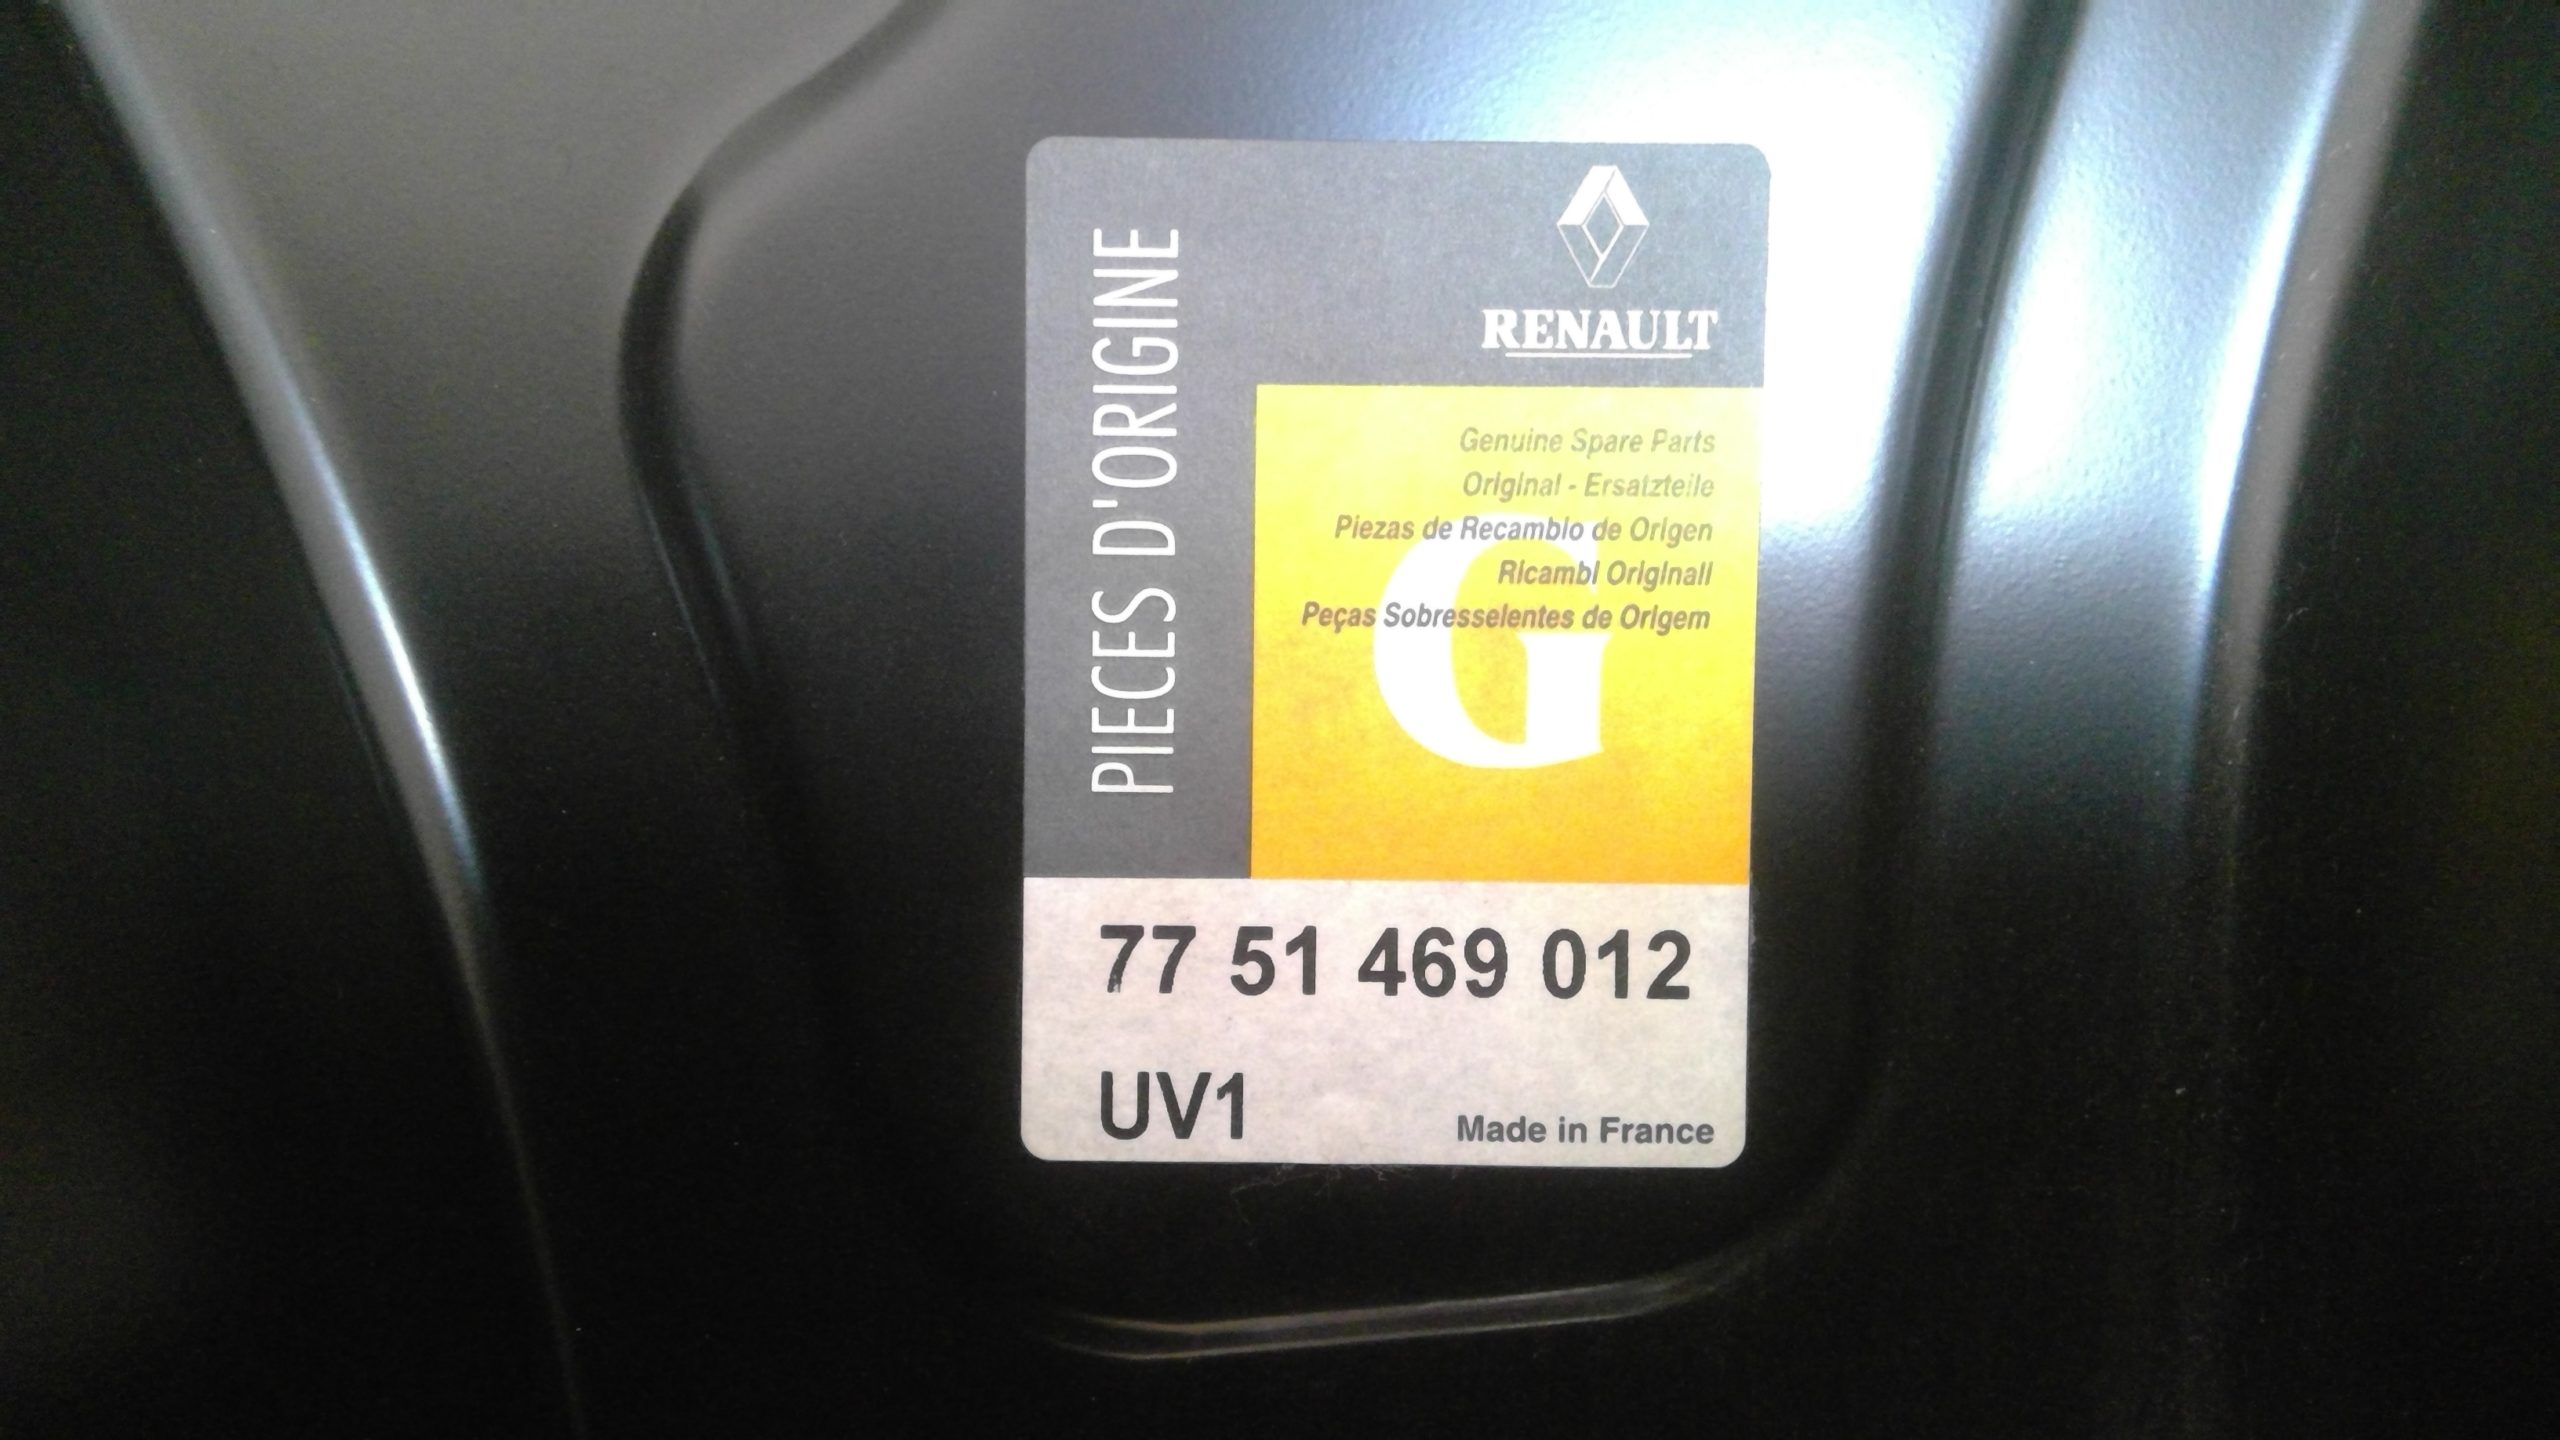 PIECES D'ORIGINE
RENAULT
Genuine Spare Parts
Original - Ersatzteile
Piezas de Recambio de Origen
Ricambi Originali
Peças Sobresselentes de Origem
G
77 51 469 012
UV1
Made in France